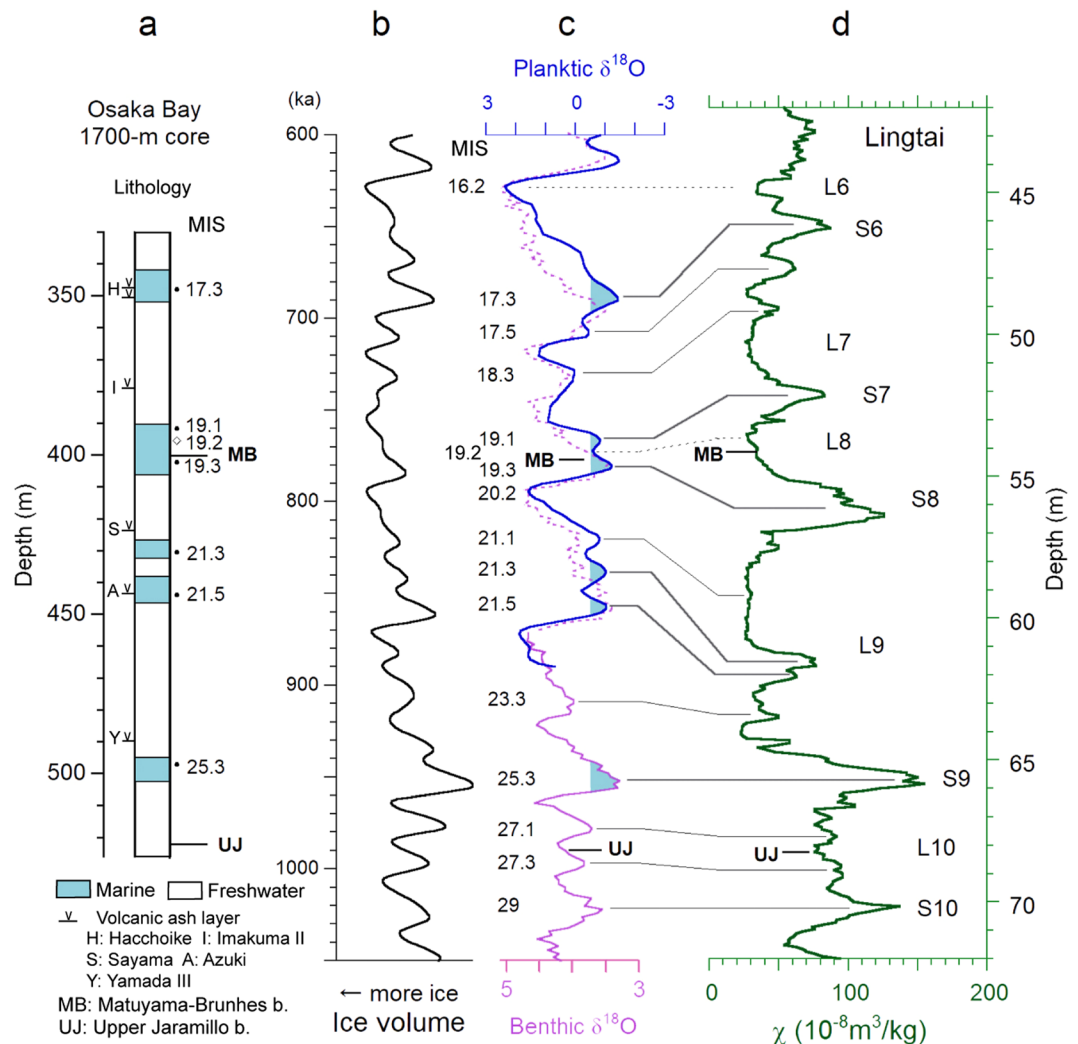 a b c d
Osaka Bay
1700-m core
Lithology
MIS
Depth (m)
350
400
450
500
H
I
S
A
Y
17.3
19.1
19.2
19.3
MB
21.3
21.5
25.3
UJ
Marine Freshwater
Volcanic ash layer
H: Hacchoike I: Imakuma II
S: Sayama A: Azuki
Y: Yamada III
MB: Matuyama-Brunhes b.
UJ: Upper Jaramillo b.
(ka)
600
700
800
900
1000
← more ice
Ice volume
Planktic δ18O
3 0 -3
MIS
16.2
17.3
17.5
18.3
19.1
19.2
MB
19.3
20.2
21.1
21.3
21.5
23.3
25.3
27.1
UJ
27.3
29
5 3
Benthic δ18O
Lingtai
L6
S6
L7
S7
L8
MB
S8
L9
S9
L10
UJ
S10
45
50
55
60
65
70
Depth (m)
0 100 200
χ (10-8m3/kg)